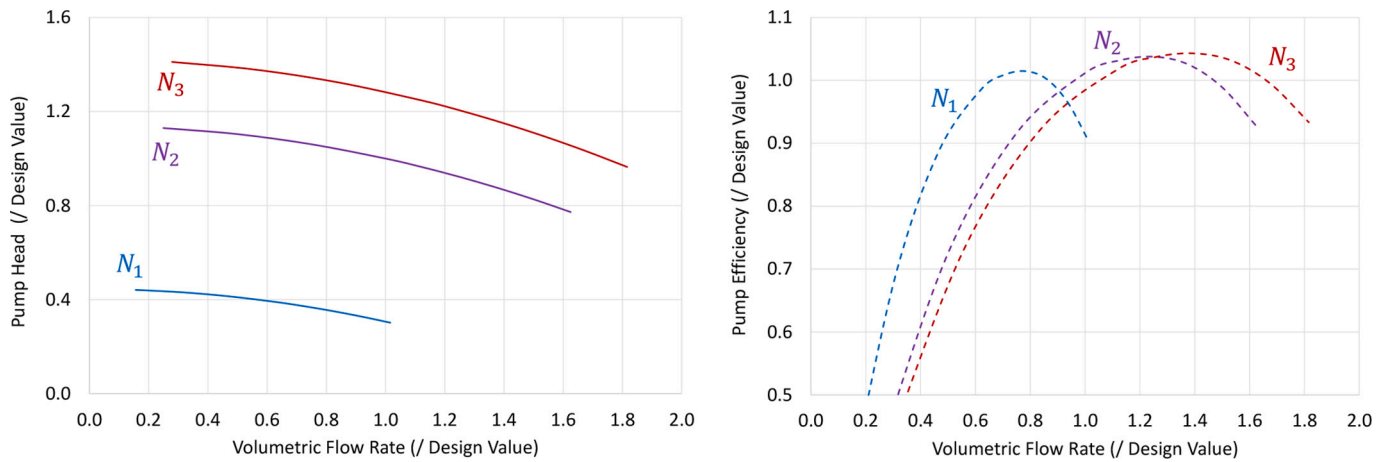 1.6
1.2
0.8
0.4
0.0
0.0 0.2 0.4 0.6 0.8 1.0 1.2 1.4 1.6 1.8 2.0
Pump Head (/ Design Value)
Volumetric Flow Rate (/ Design Value)
N3
N2
N1
1.1
1.0
0.9
0.8
0.7
0.6
0.5
0.0 0.2 0.4 0.6 0.8 1.0 1.2 1.4 1.6 1.8 2.0
Pump Efficiency (/ Design Value)
Volumetric Flow Rate (/ Design Value)
N1
N2
N3